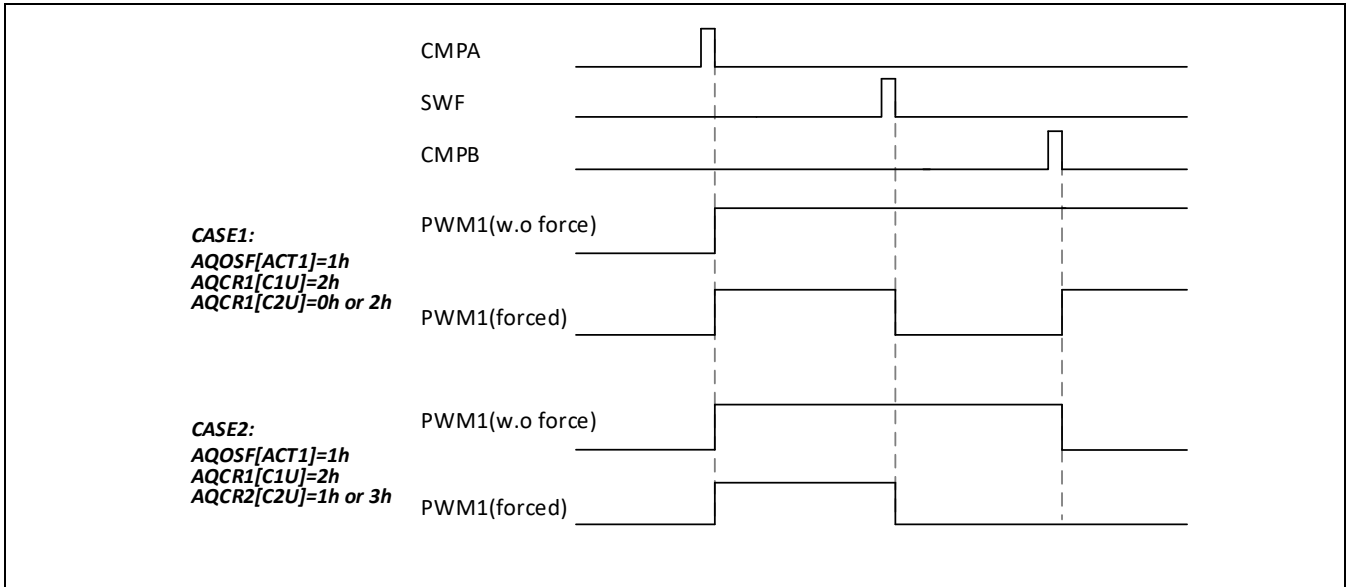 CMPA
SWF
CMPB
PWM1(w.o force)
CASE1:
AQOSF[ACT1]=1h
AQCR1[C1U]=2h
AQCR1[C2U]=0h or 2h
PWM1(forced)
PWM1(w.o force)
CASE2:
AQOSF[ACT1]=1h
AQCR1[C1U]=2h
AQCR2[C2U]=1h or 3h
PWM1(forced)